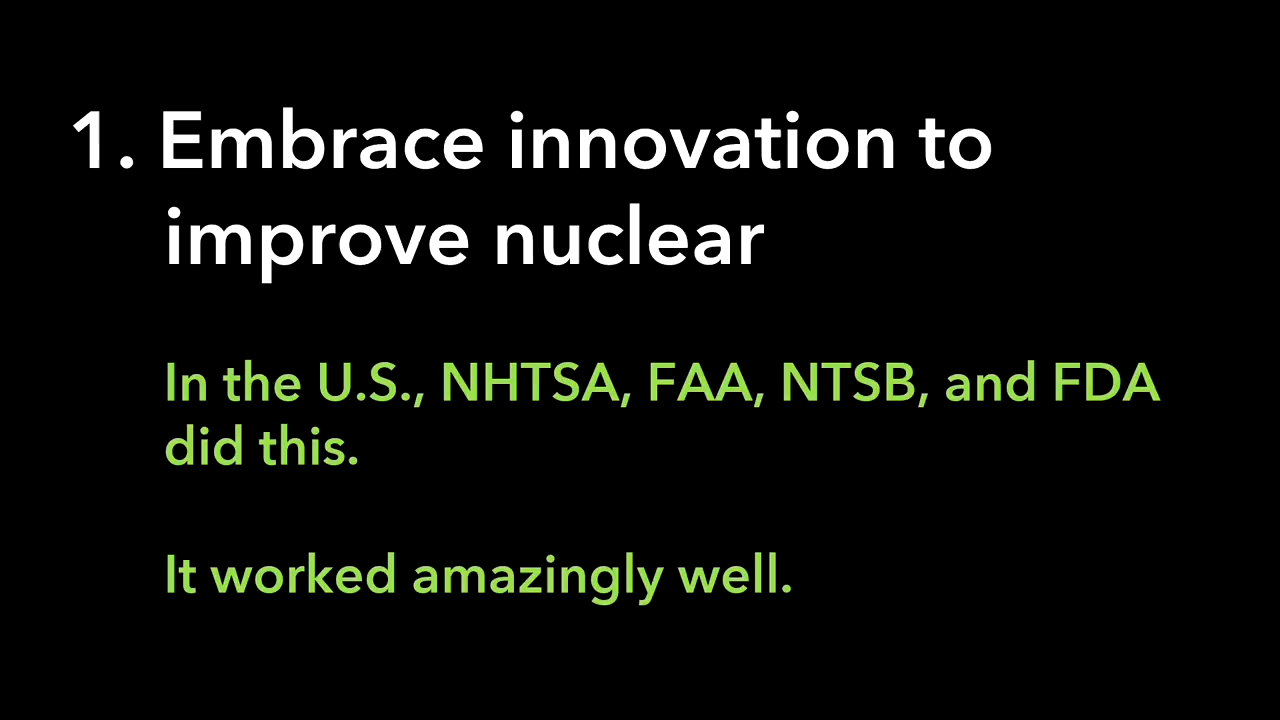 1. Embrace innovation to
improve nuclear
In the U.S., NHTSA, FAA, NTSB, and FDA
did this.
It worked amazingly well.